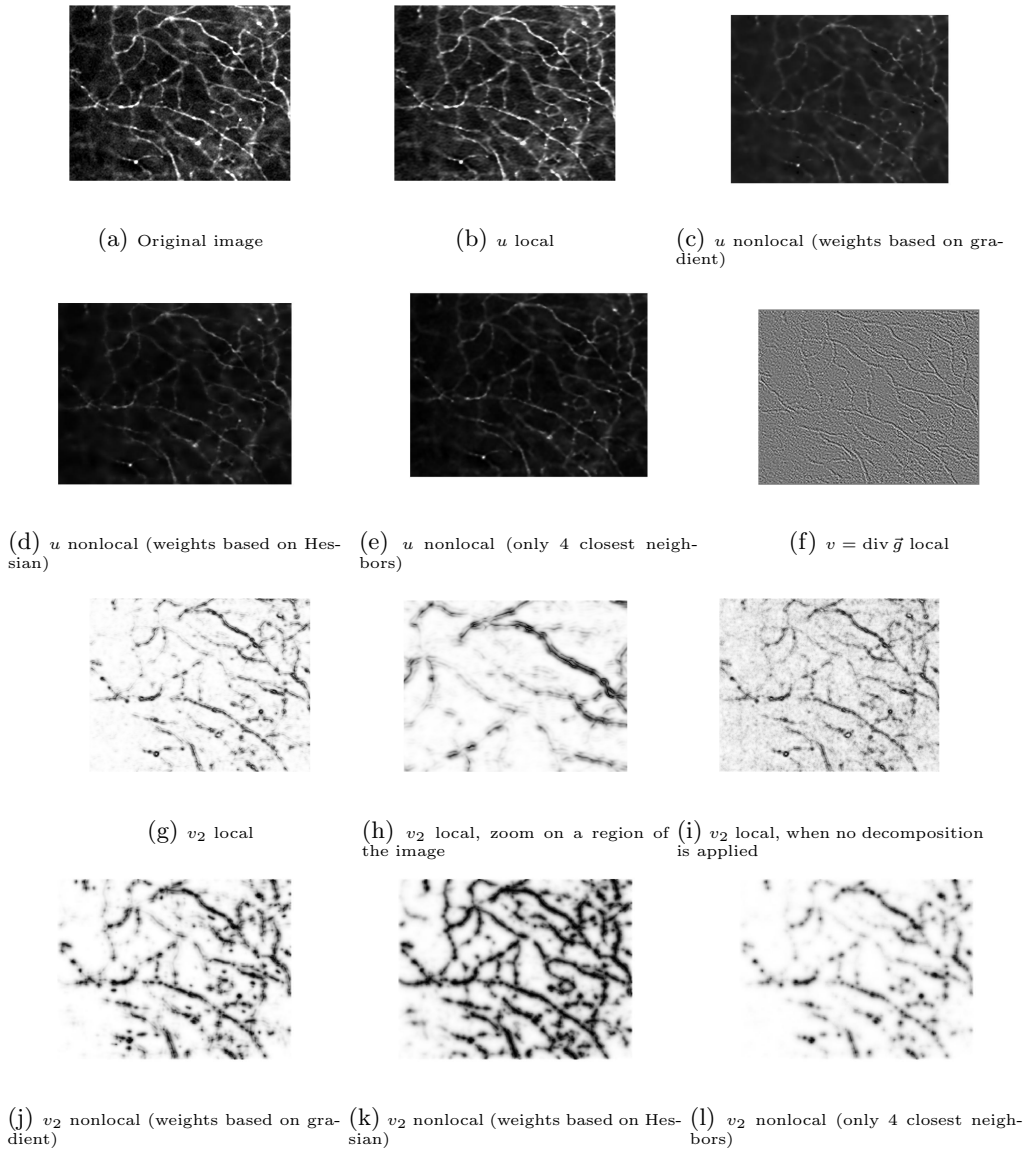 (a) Original image
(b) u local
(c) u nonlocal (weights based on gra-
dient)
(d) u nonlocal (weights based on Hes-
sian)
(e) u nonlocal (only 4 closest neigh-
bors)
(f) v = div g⃗ local
(g) v₂ local
(h) v₂ local, zoom on a region of
the image
(i) v₂ local, when no decomposition
is applied
(j) v₂ nonlocal (weights based on gra-
dient)
(k) v₂ nonlocal (weights based on Hes-
sian)
(l) v₂ nonlocal (only 4 closest neigh-
bors)